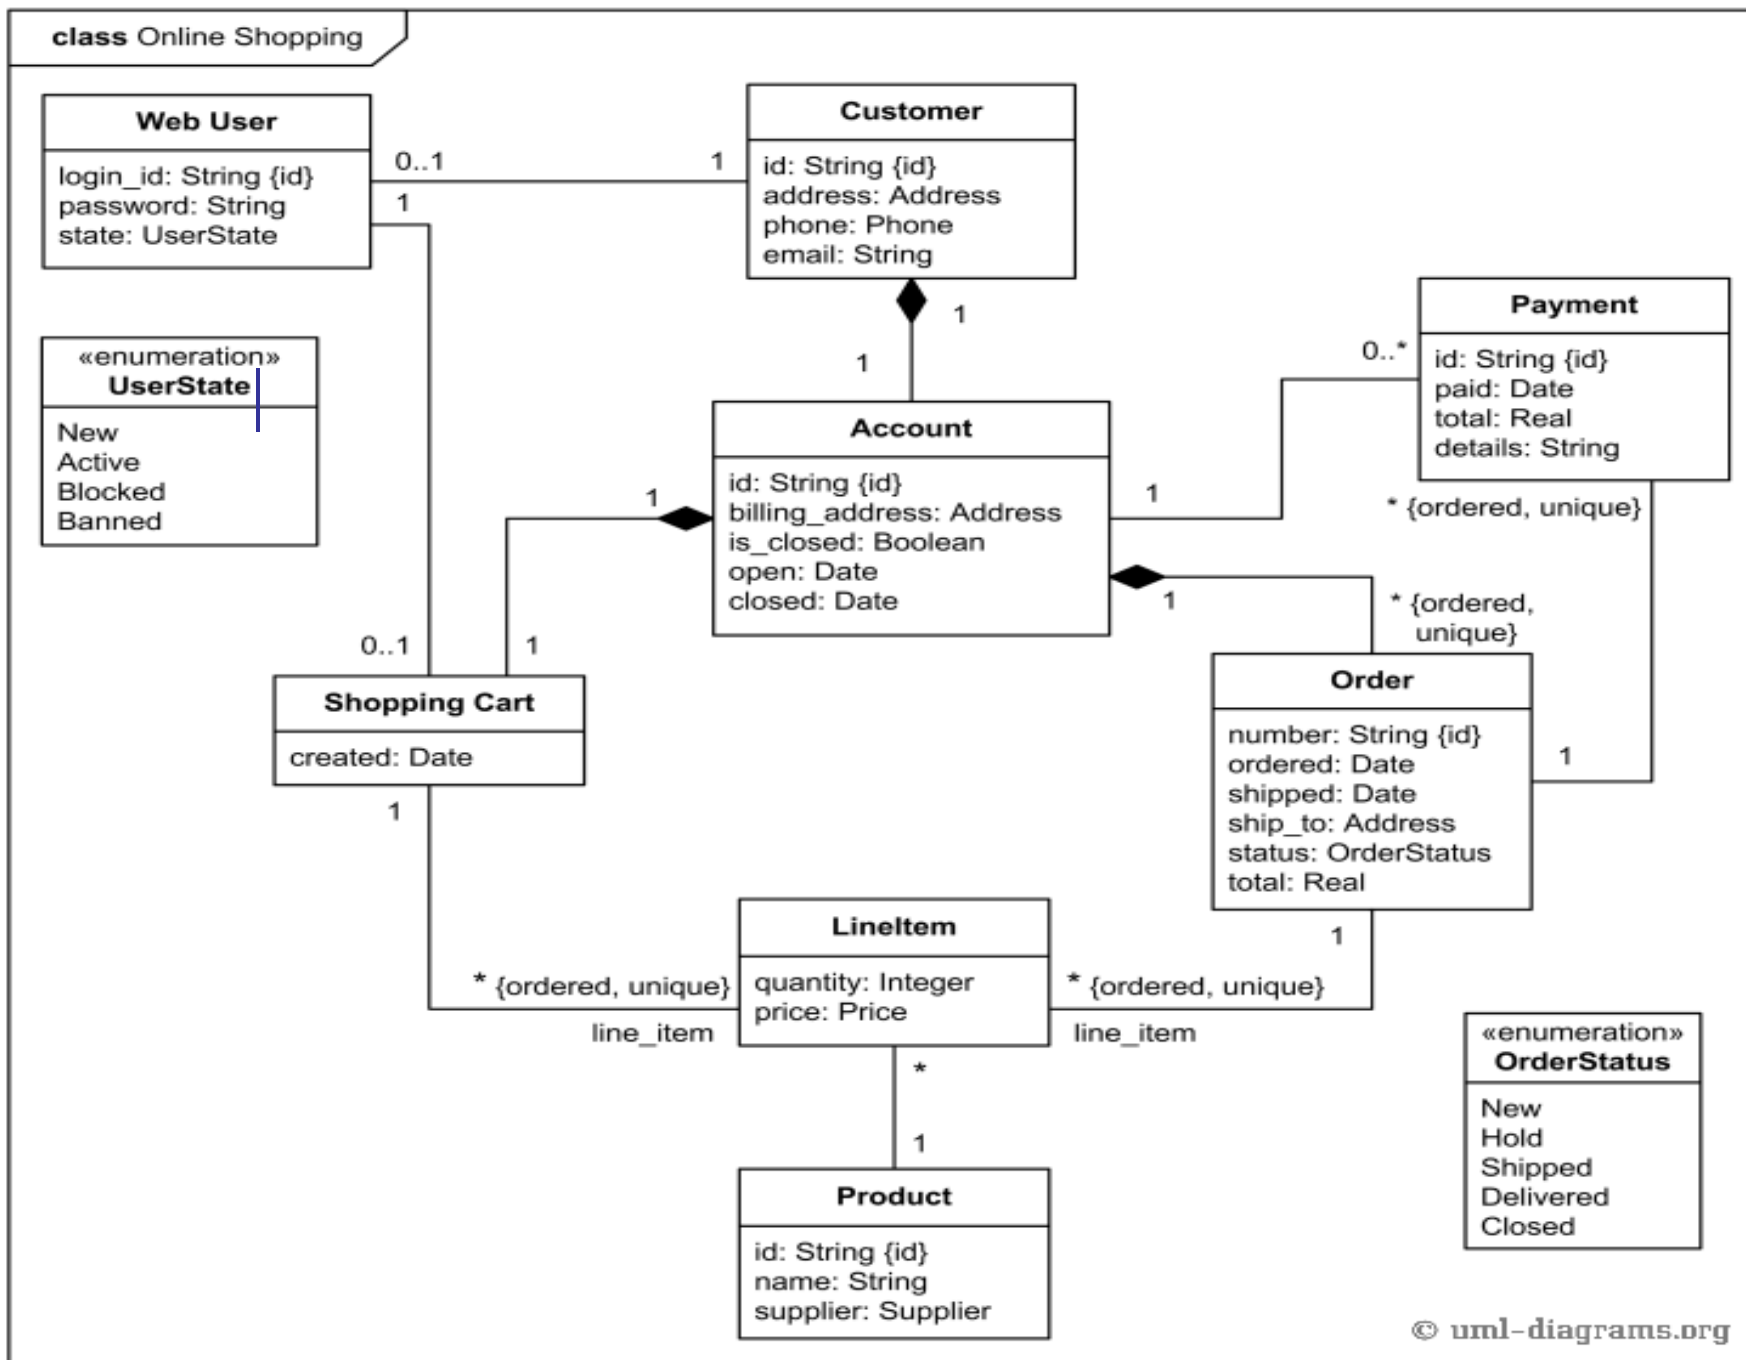 class Online Shopping
Web User
login_id: String {id}
password: String
state: UserState
0..1
1
1
Customer
id: String {id}
address: Address
phone: Phone
email: String
1
1
«enumeration»
UserState
New
Active
Blocked
Banned
Account
id: String {id}
billing_address: Address
is_closed: Boolean
open: Date
closed: Date
1
0..*
Payment
id: String {id}
paid: Date
total: Real
details: String
* {ordered, unique}
1
1
* {ordered,
unique}
0..1
1
Shopping Cart
created: Date
1
Order
number: String {id}
ordered: Date
shipped: Date
ship_to: Address
status: OrderStatus
total: Real
1
1
* {ordered, unique}
line_item
LineItem
quantity: Integer
price: Price
* {ordered, unique}
line_item
*
1
Product
id: String {id}
name: String
supplier: Supplier
«enumeration»
OrderStatus
New
Hold
Shipped
Delivered
Closed
© uml-diagrams.org